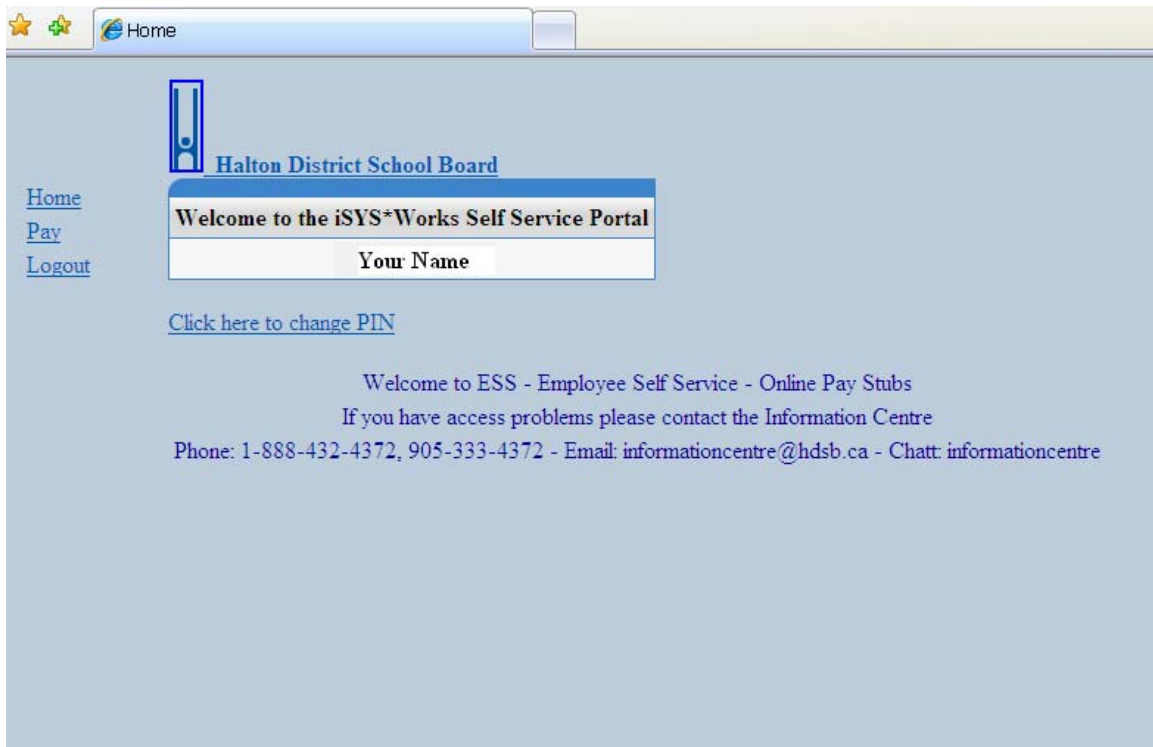 Home
Halton District School Board
Home
Pay
Logout
Welcome to the iSYS*Works Self Service Portal
Your Name
Click here to change PIN
Welcome to ESS - Employee Self Service - Online Pay Stubs
If you have access problems please contact the Information Centre
Phone: 1-888-432-4372, 905-333-4372 - Email: informationcentre@hdsb.ca - Chatt: informationcentre